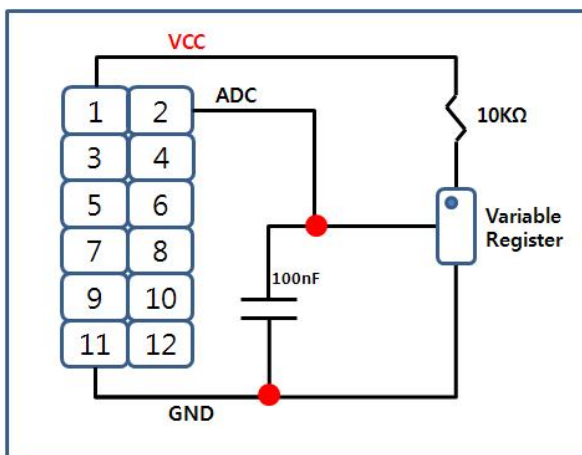 VCC
1 2 ADC
3 4
5 6
7 8
9 10
11 12
10KΩ
Variable
Register
100nF
GND